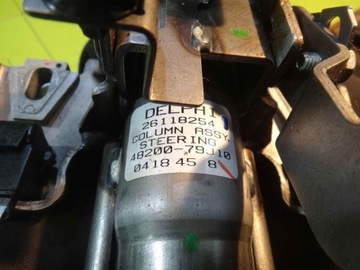 DELPHI
26118254
COLUMN ASSY
STEERING
48200-79J10
0418 45 8